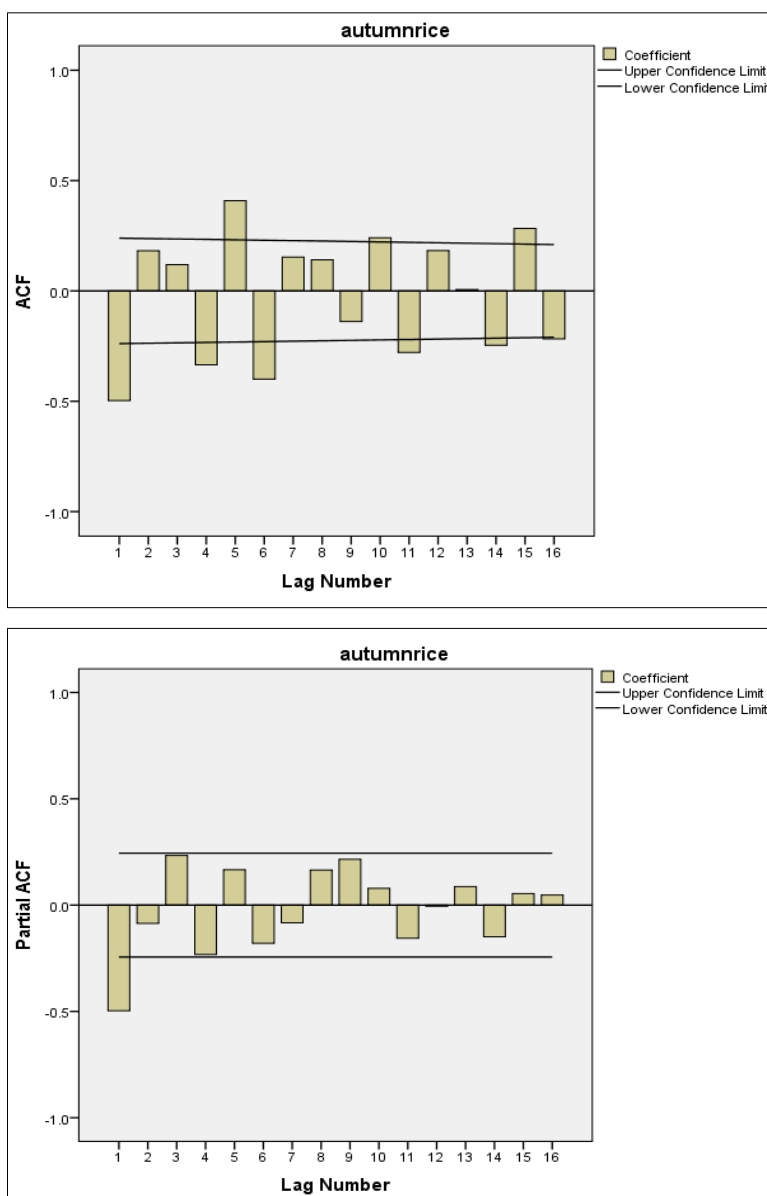 autumnrice
Coefficient
Upper Confidence Limit
Lower Confidence Limit
1.0
0.5
0.0
-0.5
-1.0
ACF
1 2 3 4 5 6 7 8 9 10 11 12 13 14 15 16
Lag Number
autumnrice
Coefficient
Upper Confidence Limit
Lower Confidence Limit
1.0
0.5
0.0
-0.5
-1.0
Partial ACF
1 2 3 4 5 6 7 8 9 10 11 12 13 14 15 16
Lag Number